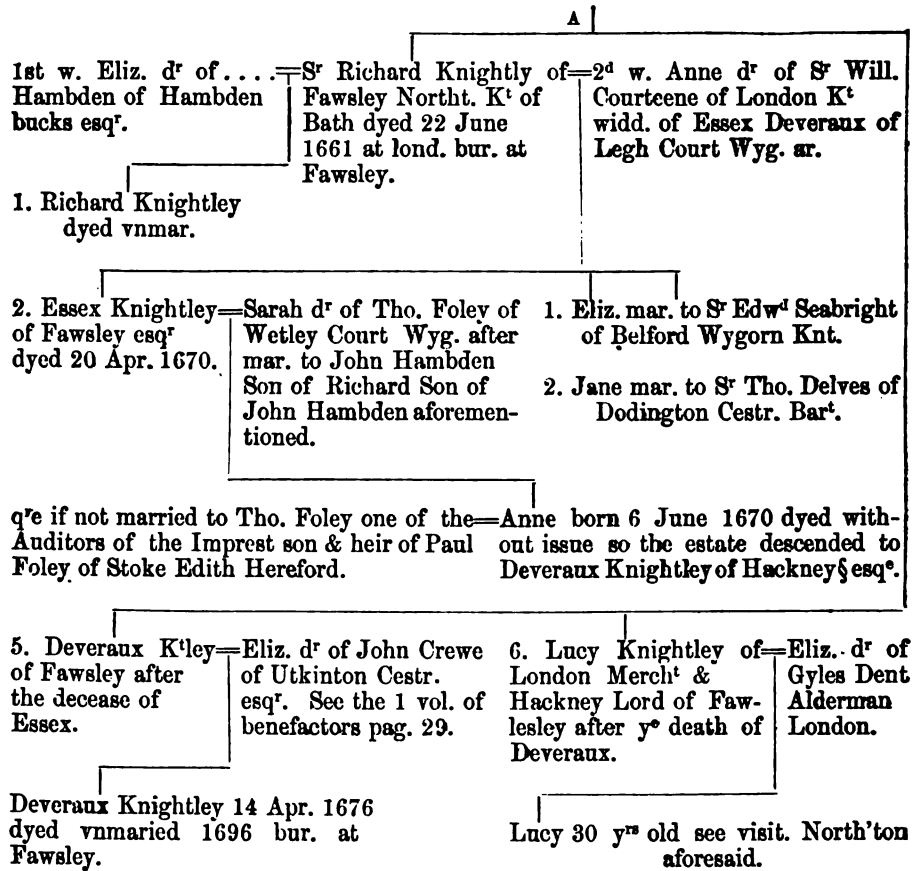 A
1st w. Eliz. dʳ of . . . .
Hambden of Hambden
bucks esqʳ.
Sʳ Richard Knightly of
Fawsley Northt. Kᵗ of
Bath dyed 22 June
1661 at lond. bur. at
Fawsley.
2ᵈ w. Anne dʳ of Sʳ Will.
Courteene of London Kᵗ
widd. of Essex Deveraux of
Legh Court Wyg. ar.
1. Richard Knightley
dyed vnmar.
2. Essex Knightley
of Fawsley esqʳ
dyed 20 Apr. 1670.
Sarah dʳ of Tho. Foley of
Wetley Court Wyg. after
mar. to John Hambden
Son of Richard Son of
John Hambden aforemen-
tioned.
1. Eliz. mar. to Sʳ Edwᵈ Seabright
of Belford Wygorn Knt.
2. Jane mar. to Sʳ Tho. Delves of
Dodington Cestr. Barᵗ.
qʳe if not married to Tho. Foley one of the
Auditors of the Imprest son & heir of Paul
Foley of Stoke Edith Hereford.
Anne born 6 June 1670 dyed with-
out issue so the estate descended to
Deveraux Knightley of Hackney § esqᵉ.
5. Deveraux Kᵗley
of Fawsley after
the decease of
Essex.
Eliz. dʳ of John Crewe
of Utkinton Cestr.
esqʳ. See the 1 vol. of
benefactors pag. 29.
6. Lucy Knightley of
London Merchᵗ &
Hackney Lord of Faw-
lesley after yᵉ death of
Deveraux.
Eliz. dʳ of
Gyles Dent
Alderman
London.
Deveraux Knightley 14 Apr. 1676
dyed vnmaried 1696 bur. at
Fawsley.
Lucy 30 yʳˢ old see visit. North'ton
aforesaid.